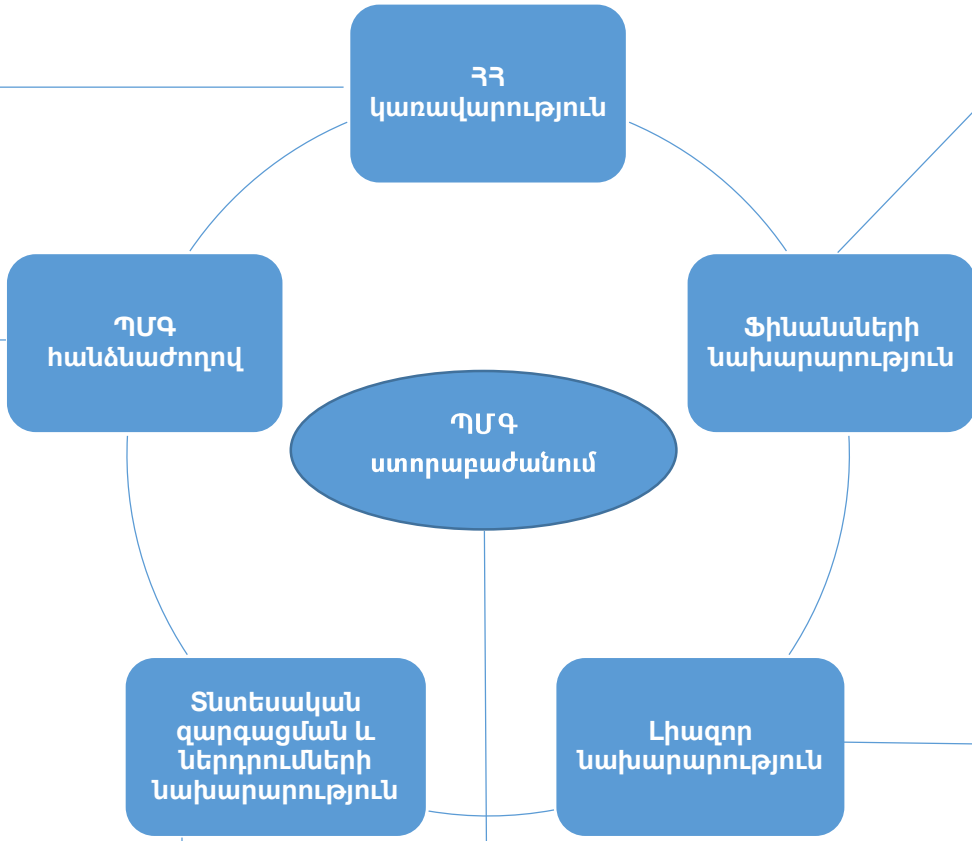 ՀՀ
կառավարություն
ՊՄԳ
հանձնաժողով
Ֆինանսների
նախարարություն
ՊՄԳ
ստորաբաժանում
Տնտեսական
զարգացման և
ներդրումների
նախարարություն
Լիազոր
նախարարություն